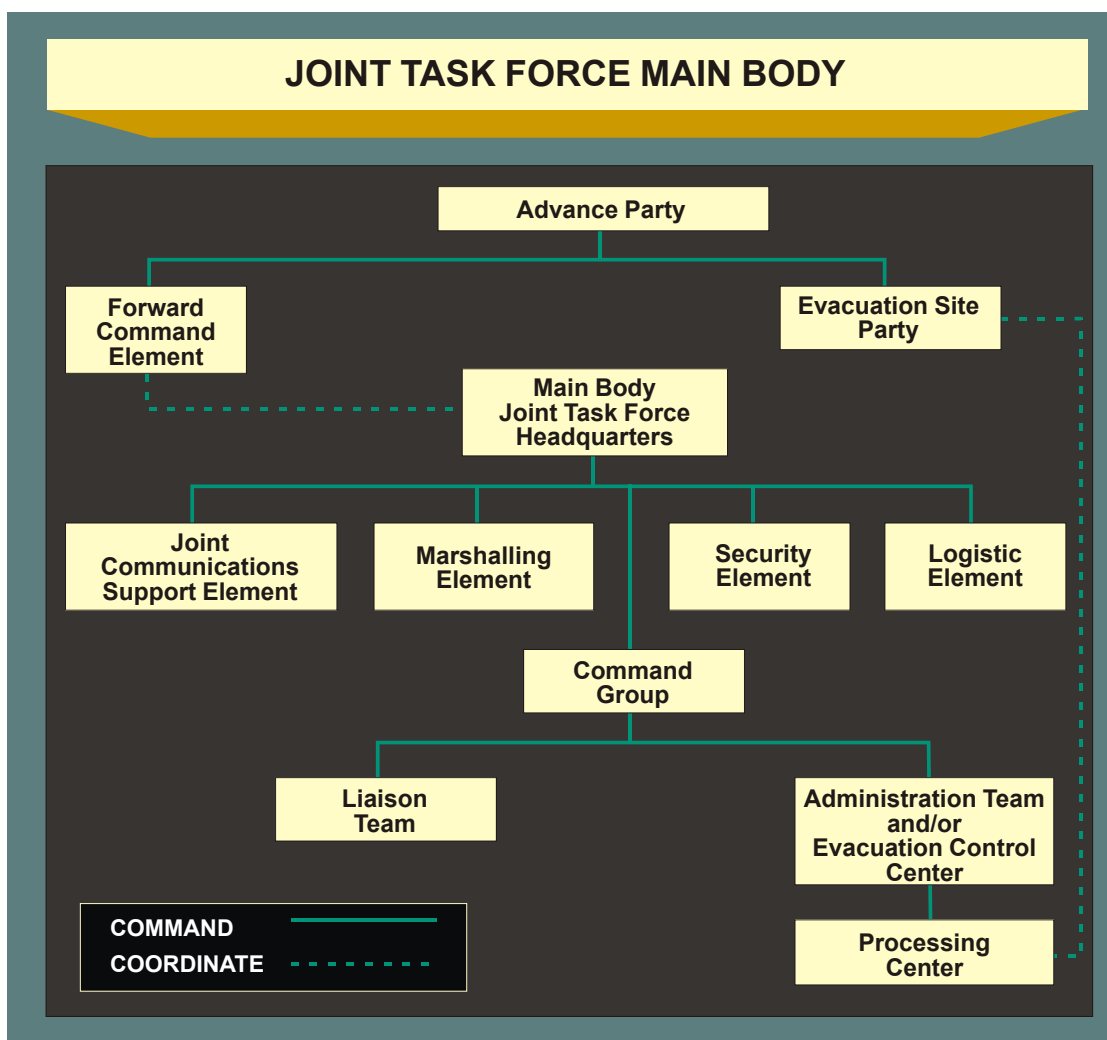 JOINT TASK FORCE MAIN BODY
Advance Party
Forward
Command
Element
Evacuation Site
Party
Main Body
Joint Task Force
Headquarters
Joint
Communications
Support Element
Marshalling
Element
Security
Element
Logistic
Element
Command
Group
Liaison
Team
Administration Team
and/or
Evacuation Control
Center
Processing
Center
COMMAND
COORDINATE